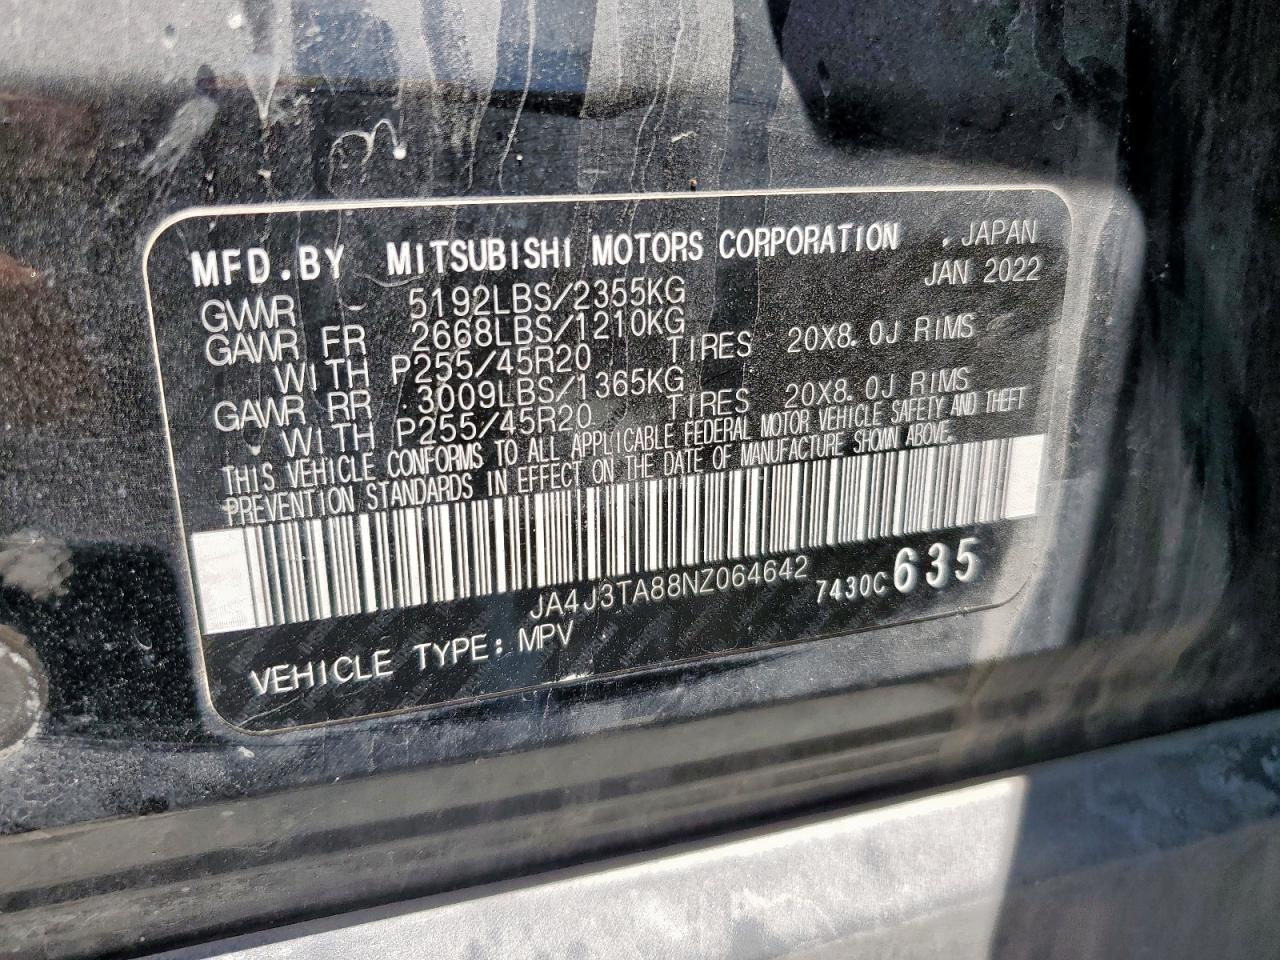 MFD.BY MITSUBISHI MOTORS CORPORATION . JAPAN
GVWR - 5192LBS/2355KG JAN 2022
GAWR FR 2668LBS/1210KG
WITH P255/45R20 TIRES 20X8.0J RIMS
GAWR RR 3009LBS/1365KG
WITH P255/45R20 TIRES 20X8.0J RIMS
THIS VEHICLE CONFORMS TO ALL APPLICABLE FEDERAL MOTOR VEHICLE SAFETY AND THEFT
PREVENTION STANDARDS IN EFFECT ON THE DATE OF MANUFACTURE SHOWN ABOVE.
JA4J3TA88NZ064642 7430C 635
VEHICLE TYPE: MPV